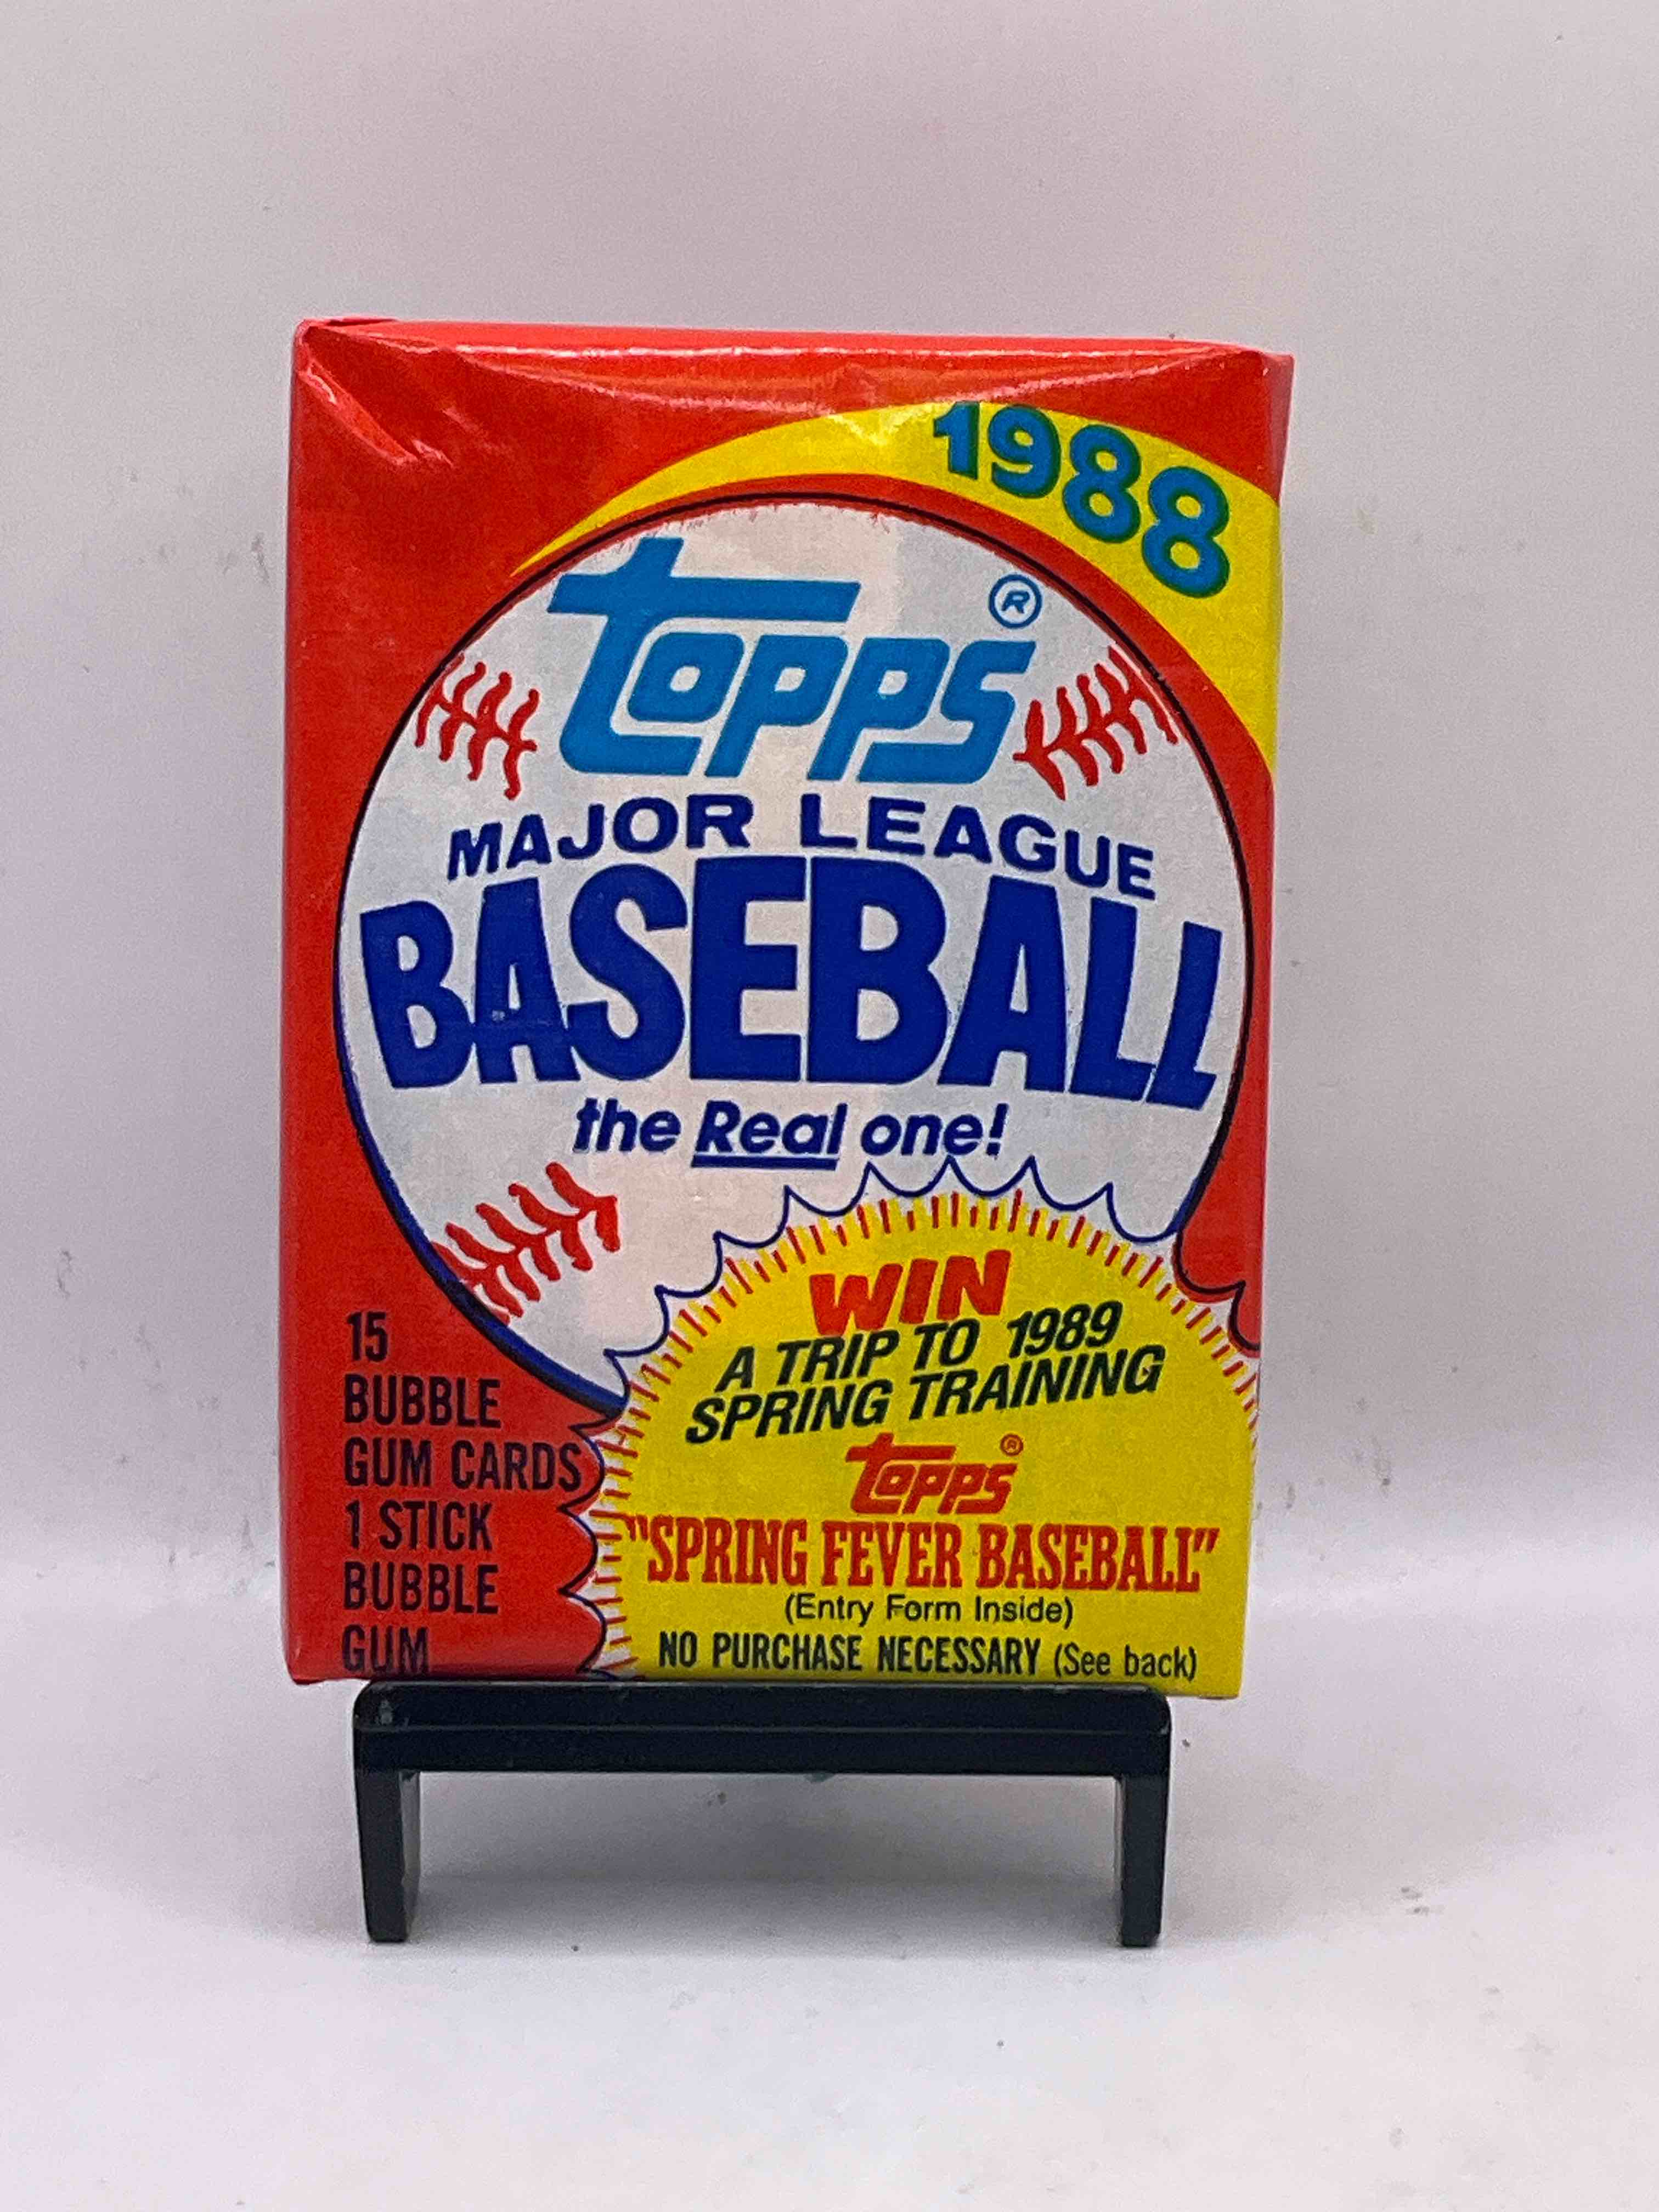 1988
Topps®
MAJOR LEAGUE
BASEBALL
the Real one!
WIN
A TRIP TO 1989
SPRING TRAINING
Topps®
"SPRING FEVER BASEBALL"
(Entry Form Inside)
NO PURCHASE NECESSARY (See back)
15
BUBBLE
GUM CARDS
1 STICK
BUBBLE
GUM